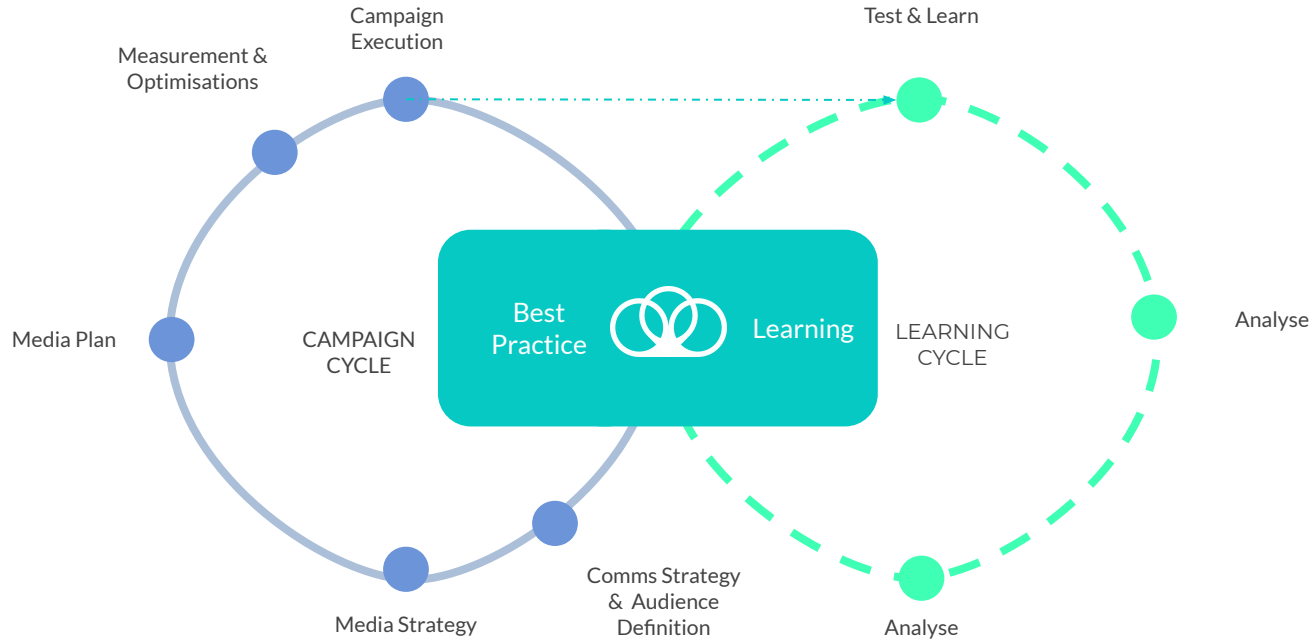 Campaign
Execution
Test & Learn
Measurement &
Optimisations
Best
Practice
Learning
Analyse
Media Plan
CAMPAIGN
CYCLE
LEARNING
CYCLE
Comms Strategy
& Audience
Definition
Media Strategy
Analyse